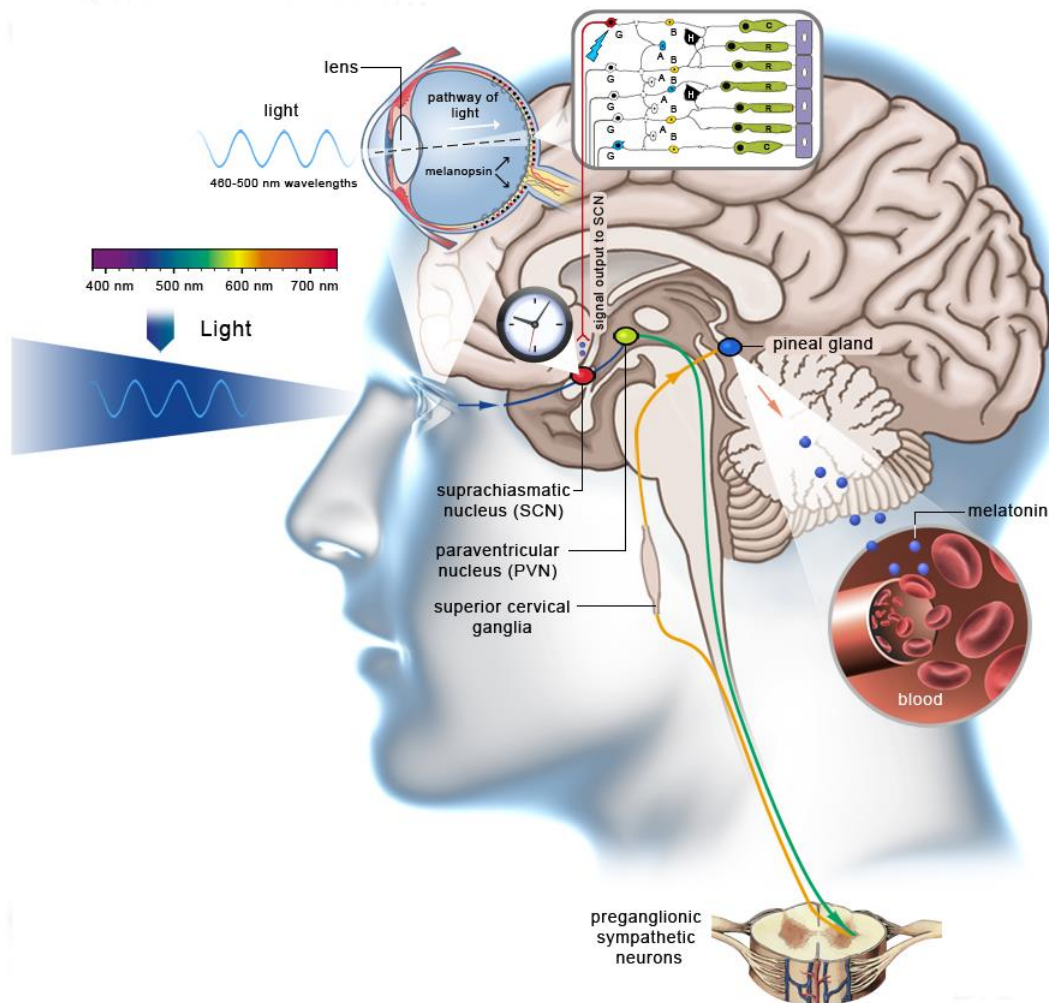 lens
light
460-500 nm wavelengths
pathway of
light
melanopsin
G
B
H
C
A
R
G
B
R
A
A
G
B
H
R
A
G
B
R
A
B
R
G
C
signal output to SCN
400 nm 500 nm 600 nm 700 nm
Light
pineal gland
suprachiasmatic
nucleus (SCN)
paraventricular
nucleus (PVN)
superior cervical
ganglia
melatonin
blood
preganglionic
sympathetic
neurons